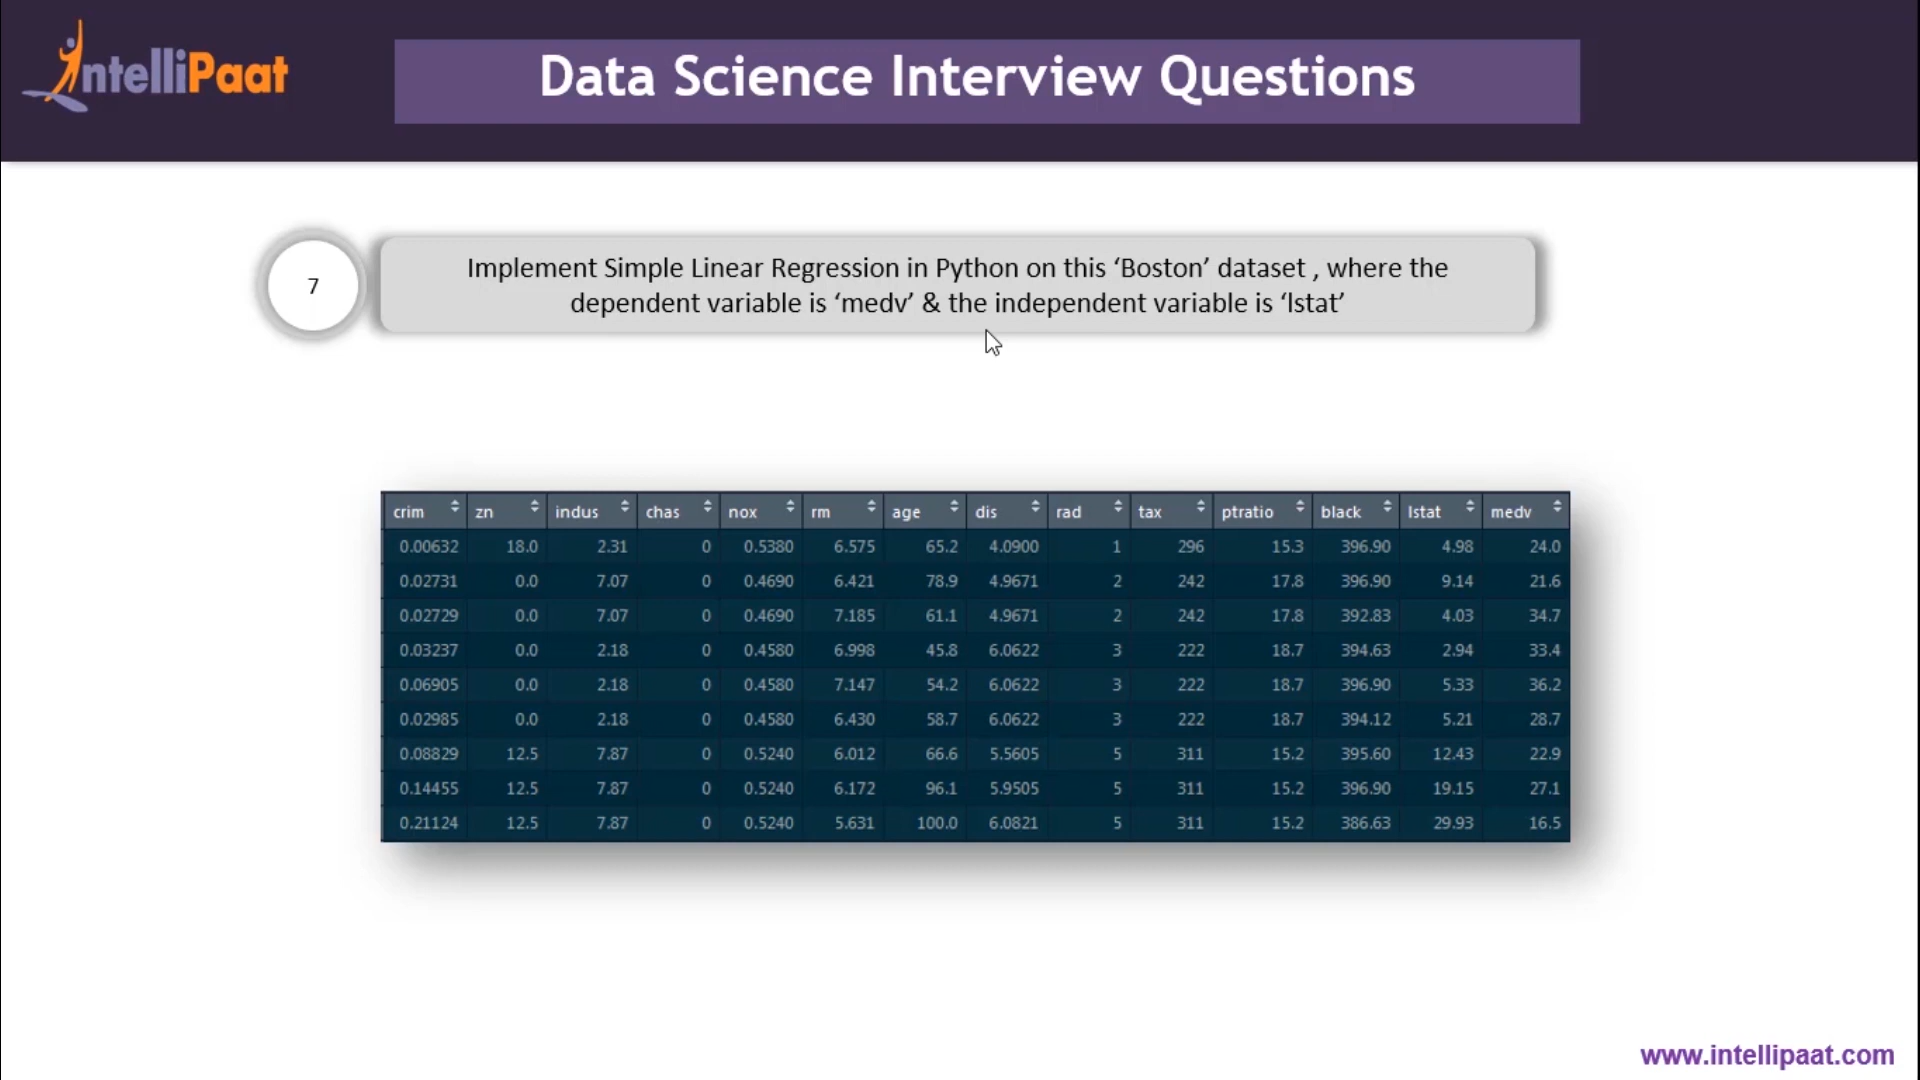 IntelliPaat
Data Science Interview Questions
7
Implement Simple Linear Regression in Python on this ‘Boston’ dataset , where the
dependent variable is ‘medv’ & the independent variable is ‘lstat’
crim zn indus chas nox rm age dis rad tax ptratio black lstat medv
0.00632 18.0 2.31 0 0.5380 6.575 65.2 4.0900 1 296 15.3 396.90 4.98 24.0
0.02731 0.0 7.07 0 0.4690 6.421 78.9 4.9671 2 242 17.8 396.90 9.14 21.6
0.02729 0.0 7.07 0 0.4690 7.185 61.1 4.9671 2 242 17.8 392.83 4.03 34.7
0.03237 0.0 2.18 0 0.4580 6.998 45.8 6.0622 3 222 18.7 394.63 2.94 33.4
0.06905 0.0 2.18 0 0.4580 7.147 54.2 6.0622 3 222 18.7 396.90 5.33 36.2
0.02985 0.0 2.18 0 0.4580 6.430 58.7 6.0622 3 222 18.7 394.12 5.21 28.7
0.08829 12.5 7.87 0 0.5240 6.012 66.6 5.5605 5 311 15.2 395.60 12.43 22.9
0.14455 12.5 7.87 0 0.5240 6.172 96.1 5.9505 5 311 15.2 396.90 19.15 27.1
0.21124 12.5 7.87 0 0.5240 5.631 100.0 6.0821 5 311 15.2 386.63 29.93 16.5
www.intellipaat.com